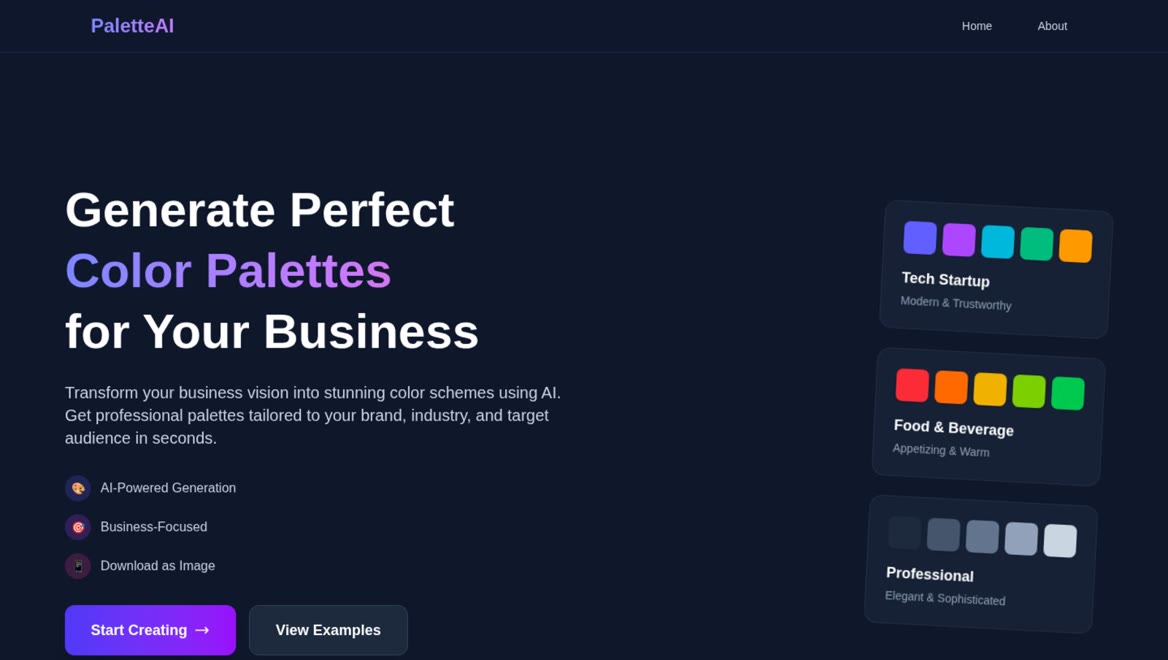 PaletteAI
Home
About
Generate Perfect
Color Palettes
for Your Business
Transform your business vision into stunning color schemes using AI.
Get professional palettes tailored to your brand, industry, and target
audience in seconds.
AI-Powered Generation
Business-Focused
Download as Image
Start Creating →
View Examples
Tech Startup
Modern & Trustworthy
Food & Beverage
Appetizing & Warm
Professional
Elegant & Sophisticated